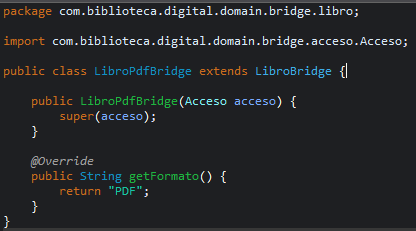 package com.biblioteca.digital.domain.bridge.libro;
import com.biblioteca.digital.domain.bridge.acceso.Acceso;
public class LibroPdfBridge extends LibroBridge {
public LibroPdfBridge(Acceso acceso) {
super(acceso);
}
@Override
public String getFormato() {
return "PDF";
}
}